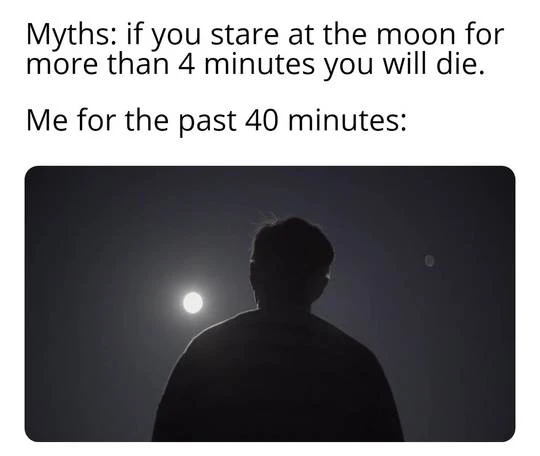 Myths: if you stare at the moon for
more than 4 minutes you will die.
Me for the past 40 minutes: